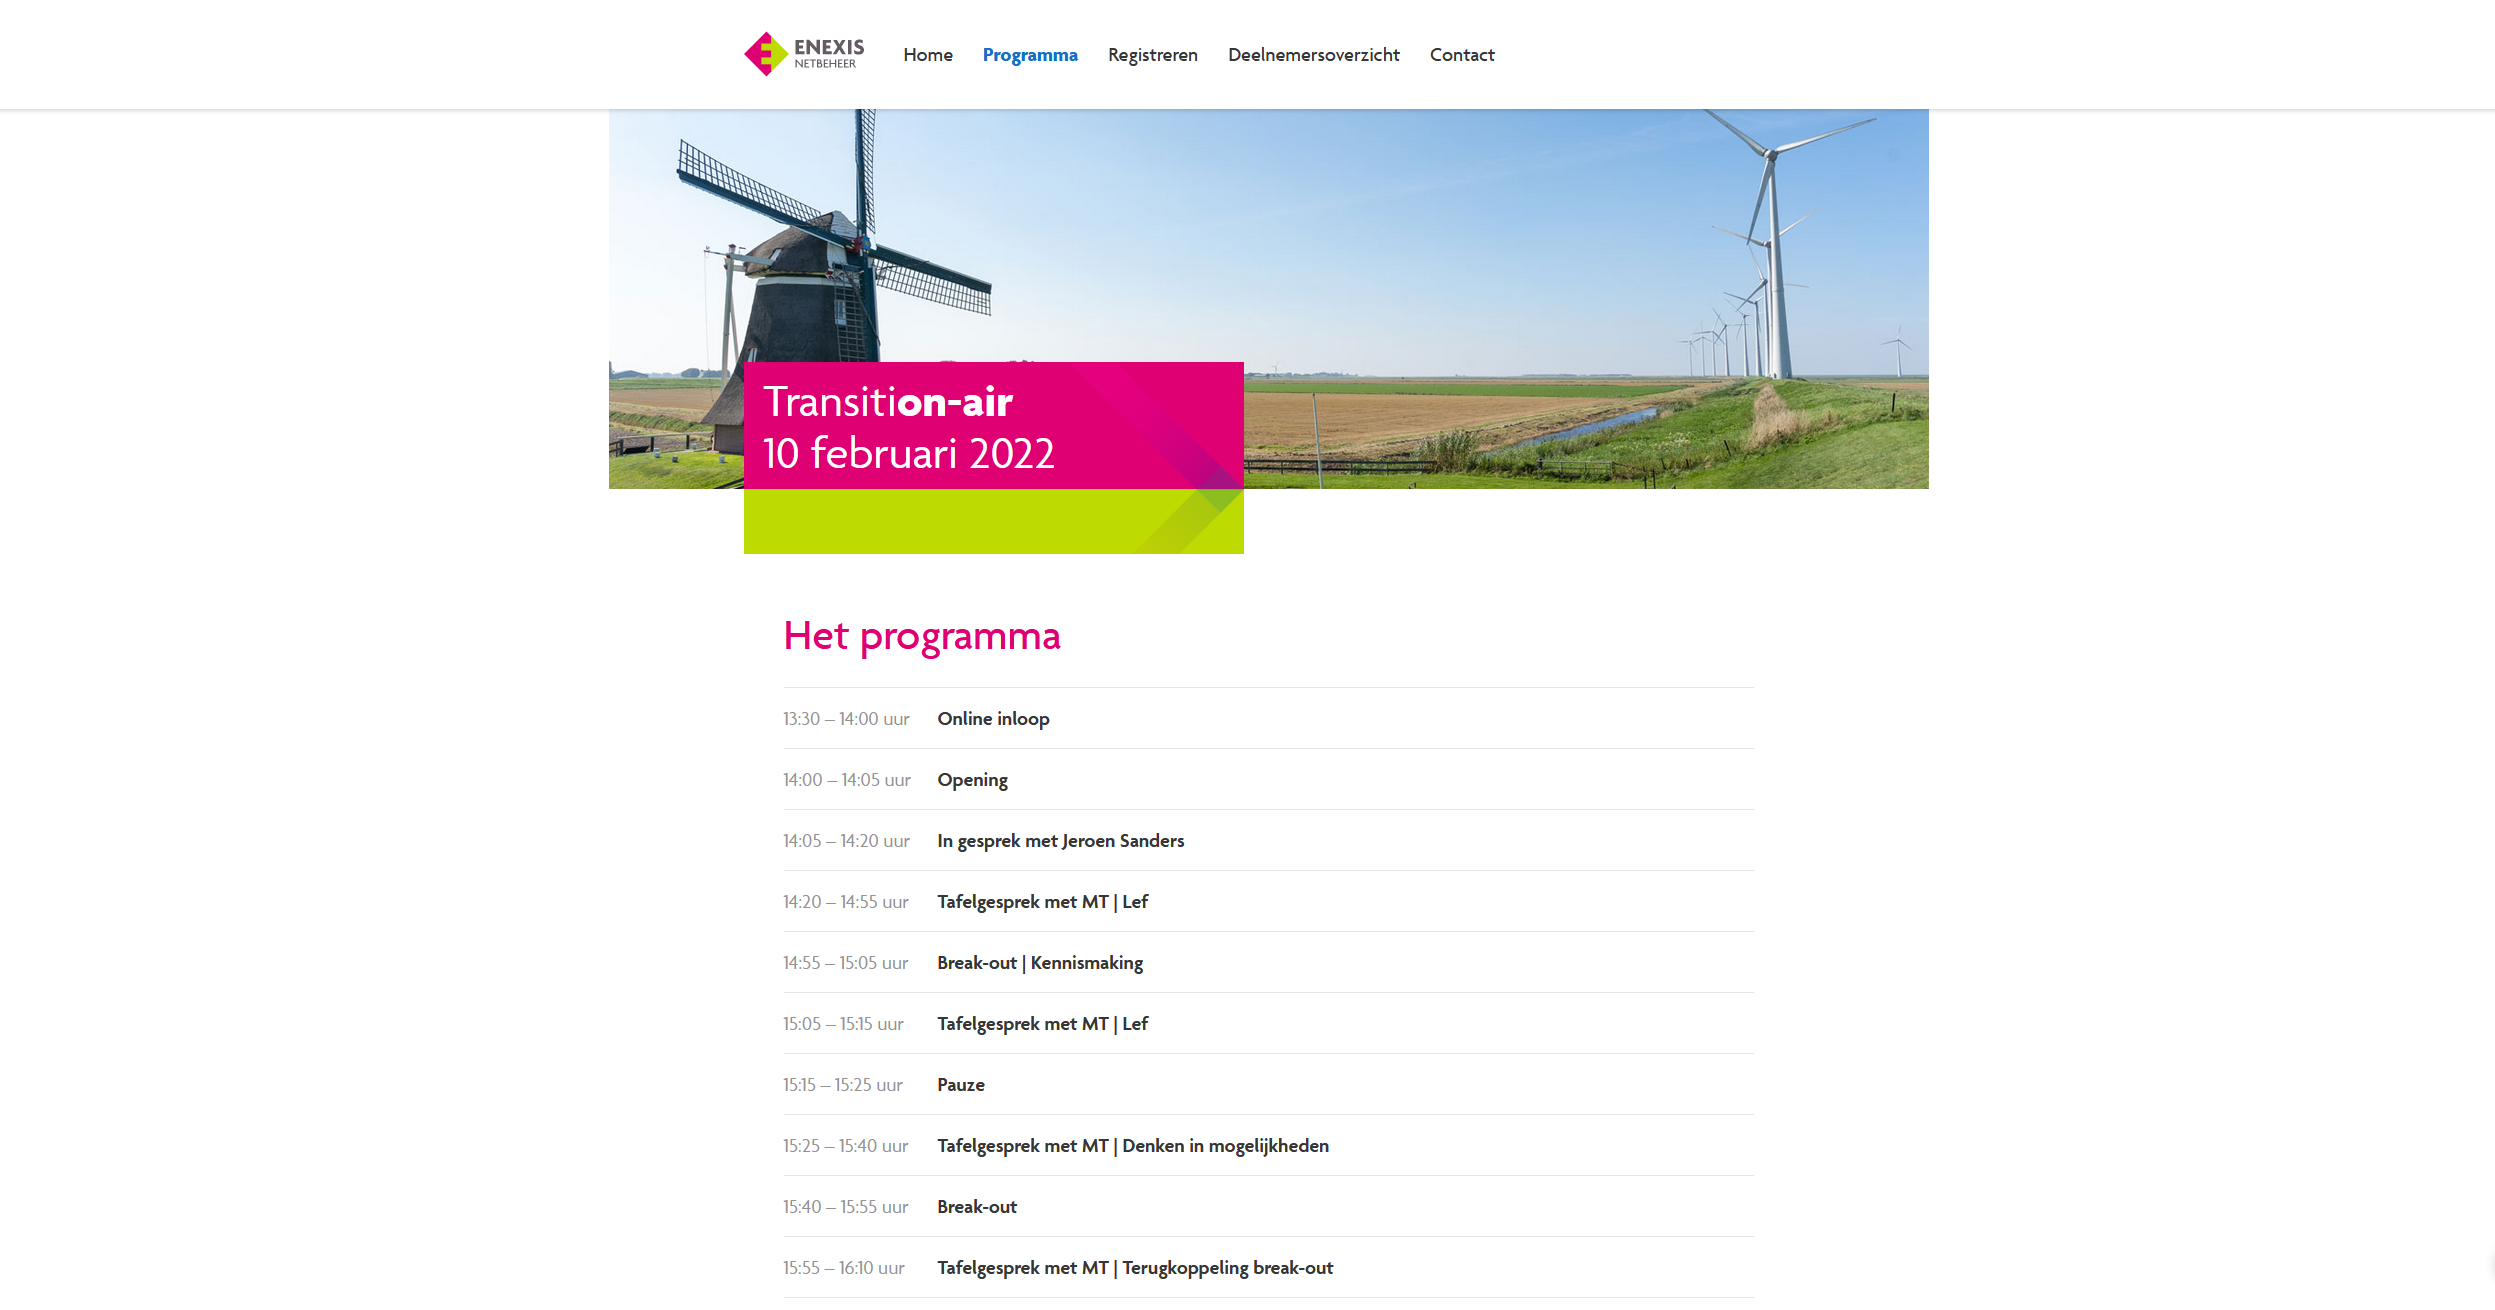 ENEXIS
NETBEHEER
Home Programma Registreren Deelnemersoverzicht Contact
Transition-air
10 februari 2022
Het programma
13:30 – 14:00 uur Online inloop
14:00 – 14:05 uur Opening
14:05 – 14:20 uur In gesprek met Jeroen Sanders
14:20 – 14:55 uur Tafelgesprek met MT | Lef
14:55 – 15:05 uur Break-out | Kennismaking
15:05 – 15:15 uur Tafelgesprek met MT | Lef
15:15 – 15:25 uur Pauze
15:25 – 15:40 uur Tafelgesprek met MT | Denken in mogelijkheden
15:40 – 15:55 uur Break-out
15:55 – 16:10 uur Tafelgesprek met MT | Terugkoppeling break-out